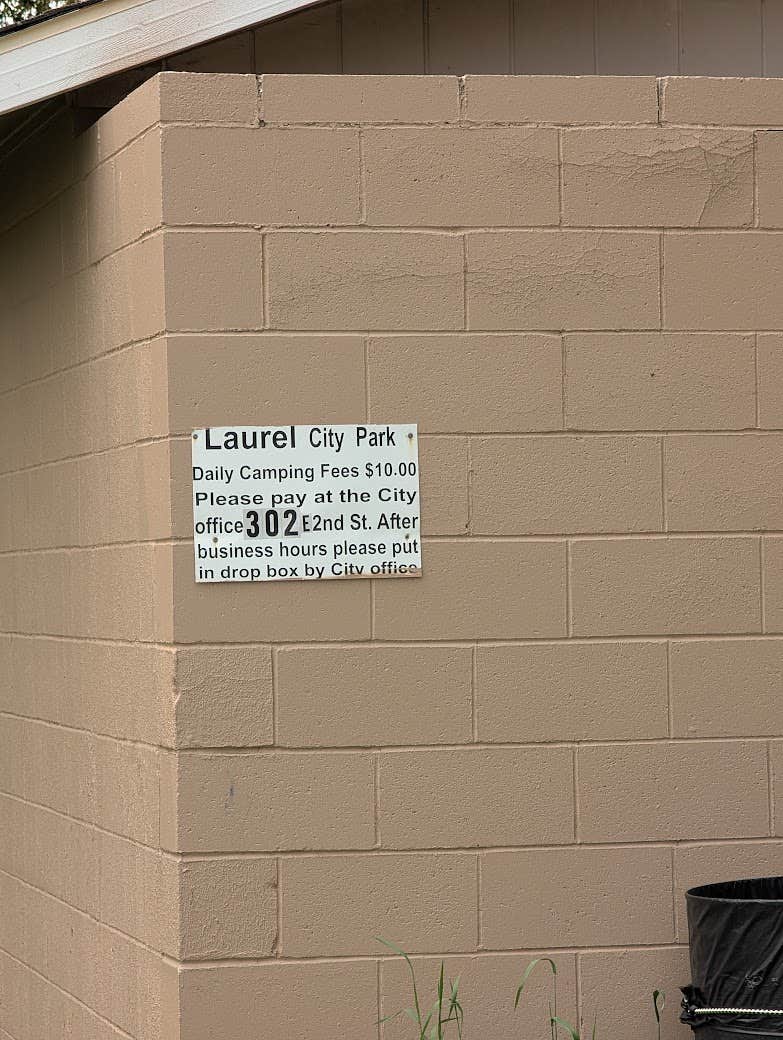 Laurel City Park
Daily Camping Fees $10.00
Please pay at the City
office 302 E 2nd St. After
business hours please put
in drop box by City office